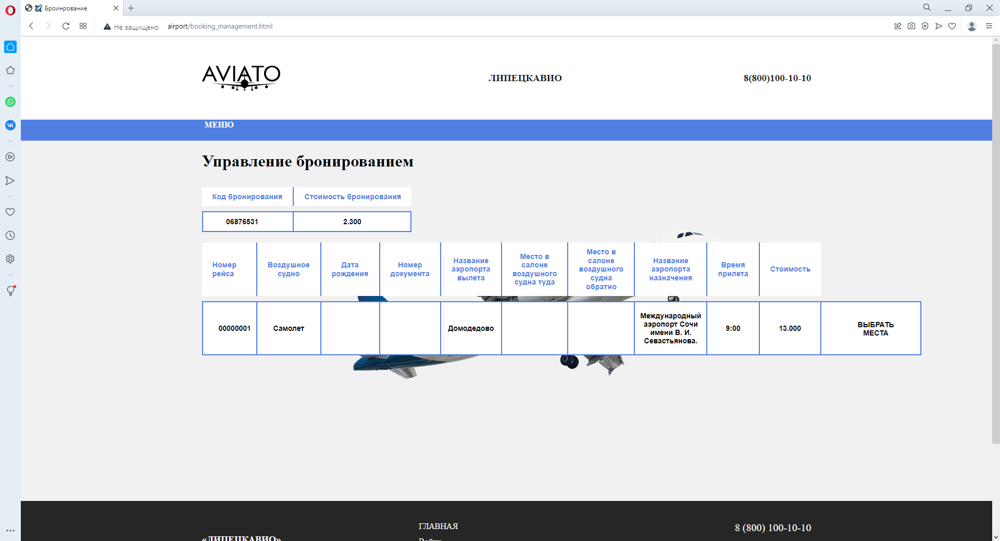 Броинрование
Не защищено airport/booking_management.html
AVIATO
ЛИПЕЦКАВИО
8(800)100-10-10
МЕНЮ
Управление бронированием
Код бронирования Стоимость бронирования
06876531 2.300
Номер
рейса
Воздушное
судно
Дата
рождения
Номер
документа
Название
аэропорта
вылета
Место в
салоне
воздушного
судна туда
Место в
салоне
воздушного
судна
обратно
Название
аэропорта
назначения
Время
прилета
Стоимость
00000001
Самолет
Домодедово
Международный
аэропорт Сочи
имени В. И.
Севастьянова.
9:00
13.000
ВЫБРАТЬ
МЕСТА
«ЛИПЕЦКАВИО»
ГЛАВНАЯ
Войти
8 (800) 100-10-10